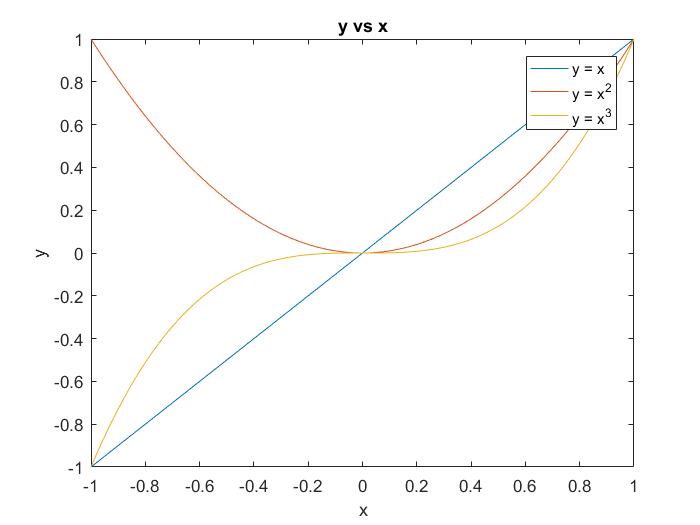 y vs x
1
0.8
0.6
0.4
0.2
0
-0.2
-0.4
-0.6
-0.8
-1
y
y = x
y = x²
y = x³
-1 -0.8 -0.6 -0.4 -0.2 0 0.2 0.4 0.6 0.8 1
x